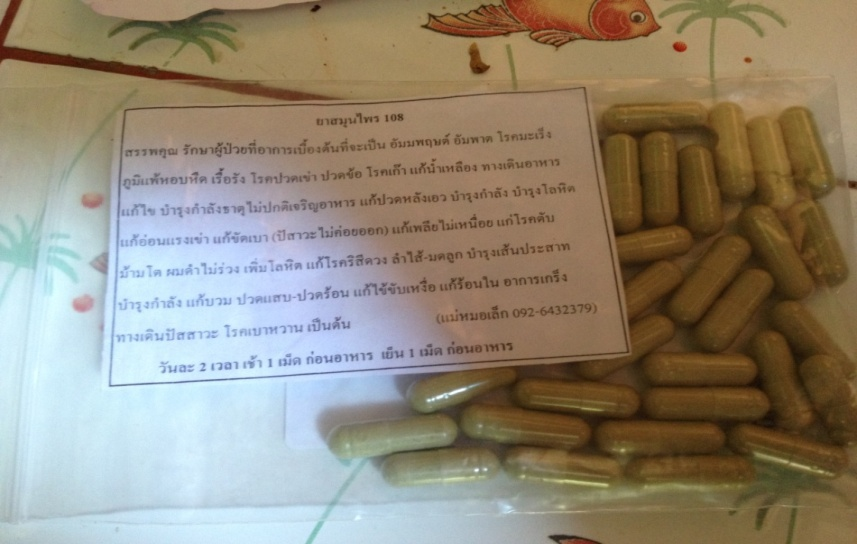 ยาสมุนไพร 108
สรรพคุณ รักษาผู้ป่วยที่อาการเบื้องต้นที่จะเป็น อัมมพฤษต์ อัมพาต โรคมะเร็ง
ภูมิแพ้หอบหืด เรื้อรัง โรคปวดเข่า ปวดข้อ โรคเก๊า แก้น้ำเหลือง ทางเดินอาหาร
แก้ไข บำรุงกำลังธาตุไม่ปกติเจริญอาหาร แก้ปวดหลังเอว บำรุงกำลัง บำรุงโลหิต
แก้อ่อนแรงเข่า แก้ขัดเบา (ปัสาวะไม่ค่อยออก) แก้เพลียไม่เหนื่อย แก่โรคตับ
บ้ามโต ผมดำไม่ร่วง เพิ่มโลหิต แก้โรคริสีดวง ลำไส้-มดลูก บำรุงเส้นประสาท
บำรุงกำลัง แก้บวม ปวดแสบ-ปวดร้อน แก้ใช้ขับเหงื่อ แก้ร้อนใน อาการเกร็ง
ทางเดินปัสสาวะ โรคเบาหวาน เป็นต้น (แม่หมอเล็ก 092-6432379)
วันละ 2 เวลา เช้า 1 เม็ด ก่อนอาหาร เย็น 1 เม็ด ก่อนอาหาร